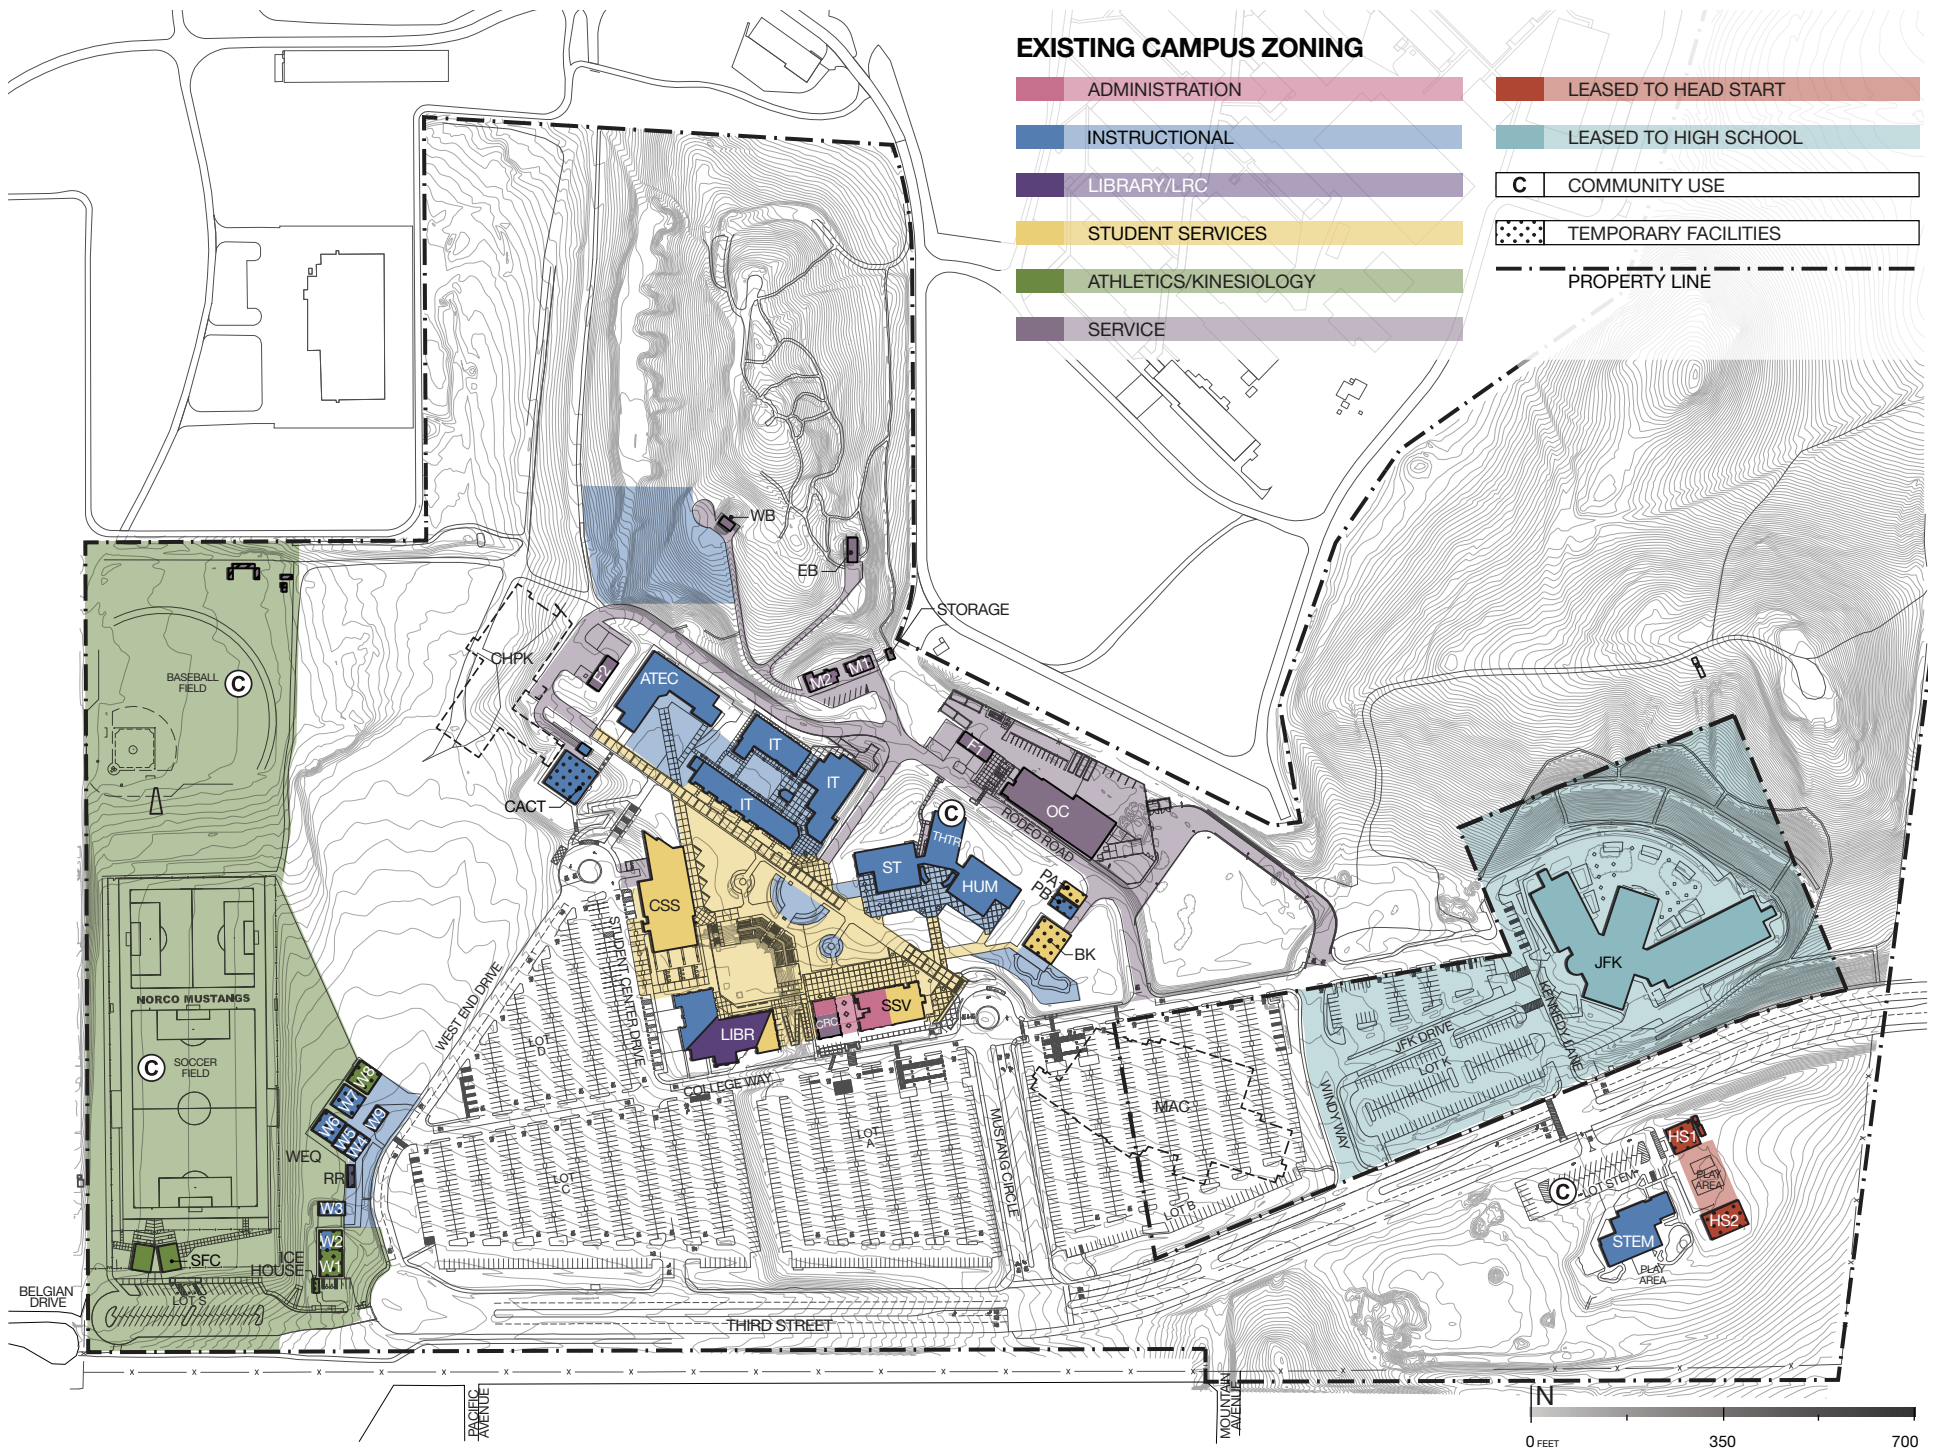 EXISTING CAMPUS ZONING
ADMINISTRATION
INSTRUCTIONAL
LIBRARY/LRC
STUDENT SERVICES
ATHLETICS/KINESIOLOGY
SERVICE
LEASED TO HEAD START
LEASED TO HIGH SCHOOL
C COMMUNITY USE
TEMPORARY FACILITIES
PROPERTY LINE
WB
EB
STORAGE
CHPK
F2
M2
M1
ATEC
BASEBALL
FIELD
C
IT
IT
IT
F1
CACT
OC
RODEO ROAD
C
THTR
ST
HUM
PA
PB
CSS
BK
STUDENT CENTER DRIVE
WEST END DRIVE
JFK
KENNEDY LANE
NORCO MUSTANGS
SSV
CRC
LIBR
LOT
D
JFK DRIVE
LOT K
SOCCER
FIELD
C
COLLEGE WAY
W8
W7
W9
W6
W5
W4
WEQ
RR
W3
W2
W1
ICE
HOUSE
SFC
LOT S
LOT
A
LOT
C
MUSTANG CIRCLE
MAC
LOT B
WINDY WAY
HS1
PLAY
AREA
HS2
C
LOT STEM
STEM
PLAY
AREA
BELGIAN
DRIVE
THIRD STREET
PACIFIC
AVENUE
MOUNTAIN
AVENUE
N
0 FEET
350
700